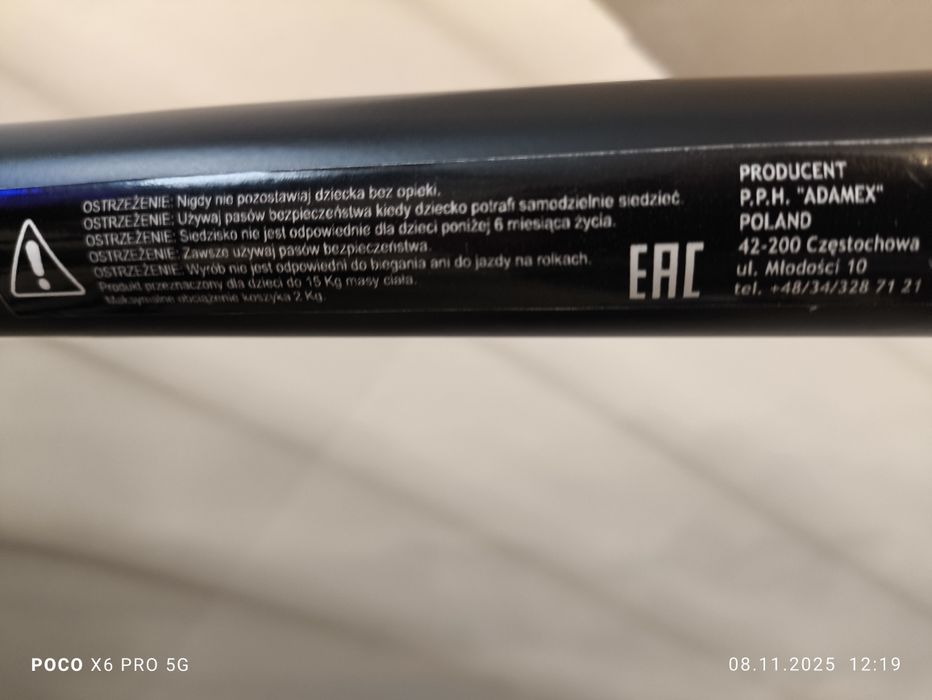 OSTRZEŻENIE: Nigdy nie pozostawiaj dziecka bez opieki.
OSTRZEŻENIE: Używaj pasów bezpieczeństwa kiedy dziecko potrafi samodzielnie siedzieć.
OSTRZEŻENIE: Siedzisko nie jest odpowiednie dla dzieci poniżej 6 miesiąca życia.
OSTRZEŻENIE: Zawsze używaj pasów bezpieczeństwa.
OSTRZEŻENIE: Wyrób nie jest odpowiedni do biegania ani do jazdy na rolkach.
Produkt przeznaczony dla dzieci do 15 Kg masy ciała.
Maksymalne obciążenie koszyka 2 Kg.
EAC
PRODUCENT
P.P.H. "ADAMEX"
POLAND
42-200 Częstochowa
ul. Młodości 10
tel. +48/34/328 71 21
POCO X6 PRO 5G
08.11.2025 12:19